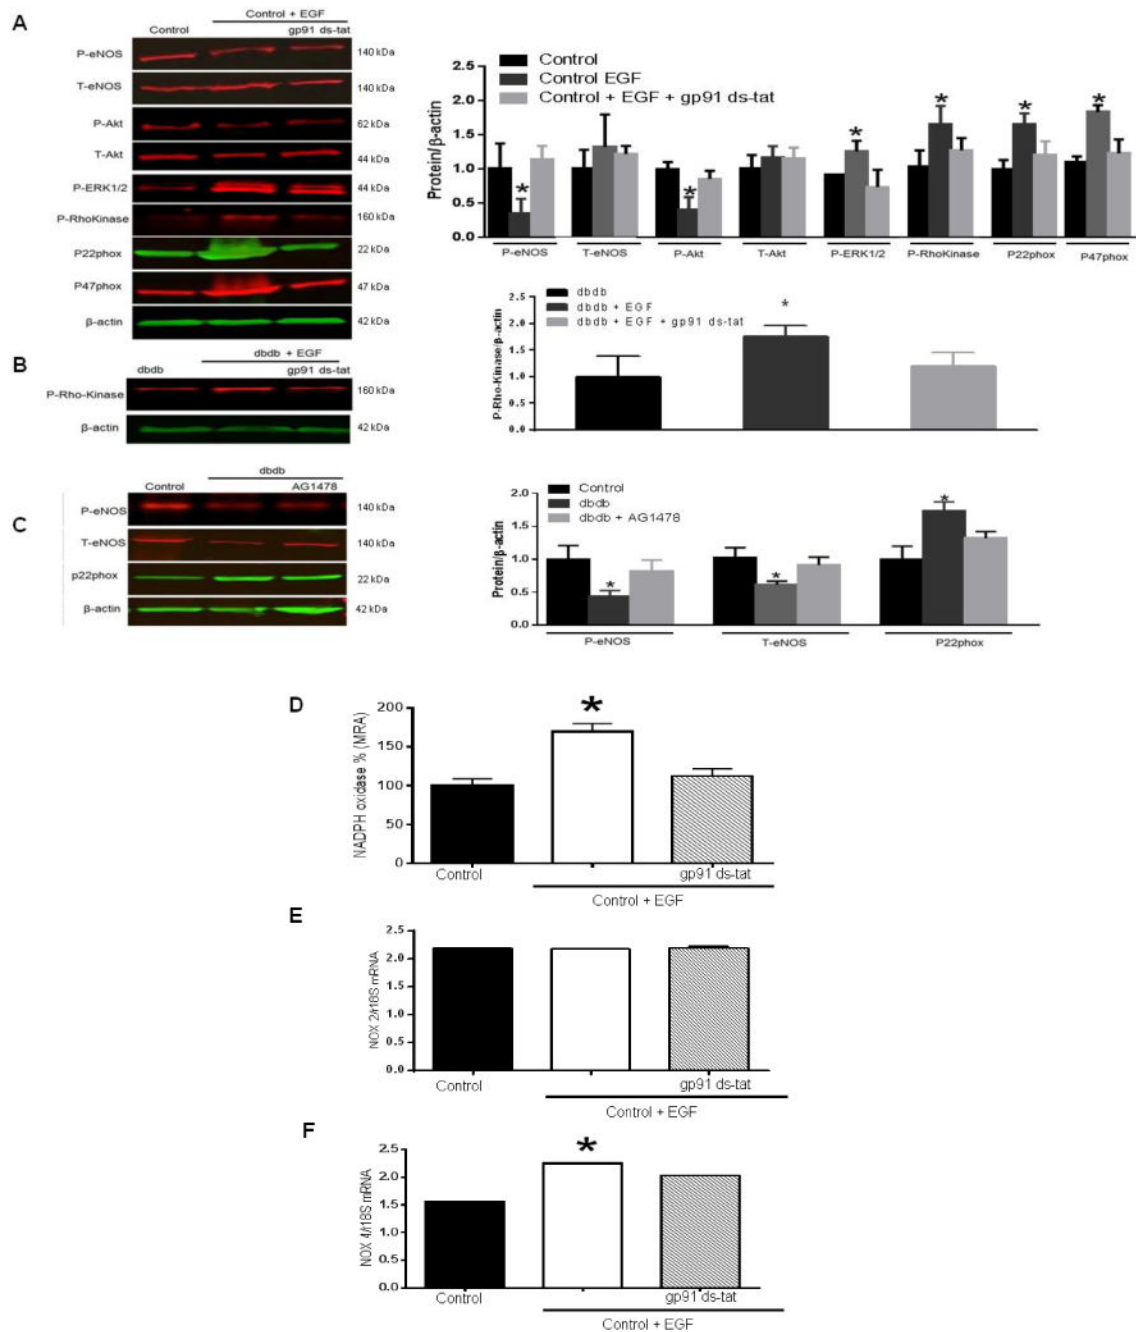 A
Control + EGF
Control
gp91 ds-tat
P-eNOS
140 kDa
T-eNOS
140 kDa
P-Akt
62 kDa
T-Akt
44 kDa
P-ERK1/2
44 kDa
P-RhoKinase
160 kDa
P22phox
22 kDa
P47phox
47 kDa
β-actin
42 kDa
Protein/β-actin
2.5
2.0
1.5
1.0
0.5
0.0
Control
Control EGF
Control + EGF + gp91 ds-tat
* * * * * *
P-eNOS T-eNOS P-Akt T-Akt P-ERK1/2 P-RhoKinase P22phox P47phox
B
dbdb + EGF
dbdb
gp91 ds-tat
P-Rho-Kinase
160 kDa
β-actin
42 kDa
P-Rho-Kinase/β-actin
2.5
2.0
1.5
1.0
0.5
0.0
dbdb
dbdb + EGF
dbdb + EGF + gp91 ds-tat
*
C
dbdb
Control
AG1478
P-eNOS
140 kDa
T-eNOS
140 kDa
p22phox
22 kDa
β-actin
42 kDa
Protein/β-actin
2.0
1.5
1.0
0.5
0.0
Control
dbdb
dbdb + AG1478
* * *
P-eNOS T-eNOS P22phox
D
NADPH oxidase % (MRA)
200
150
100
50
0
*
Control
gp91 ds-tat
Control + EGF
E
NOX 2/r18S mRNA
2.5
2.0
1.5
1.0
0.5
0.0
Control
gp91 ds-tat
Control + EGF
F
NOX 4/r18S mRNA
2.5
2.0
1.5
1.0
0.5
0.0
*
Control
gp91 ds-tat
Control + EGF